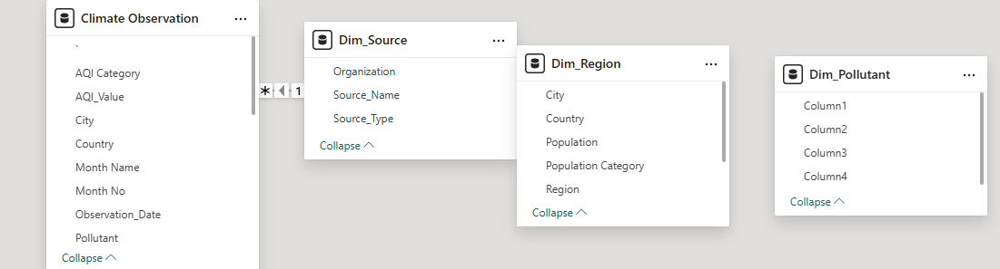 Climate Observation ...
`
AQI Category
AQI_Value
City
Country
Month Name
Month No
Observation_Date
Pollutant
Collapse
* 1
Dim_Source ...
Organization
Source_Name
Source_Type
Collapse
Dim_Region ...
City
Country
Population
Population Category
Region
Collapse
Dim_Pollutant ...
Column1
Column2
Column3
Column4
Collapse